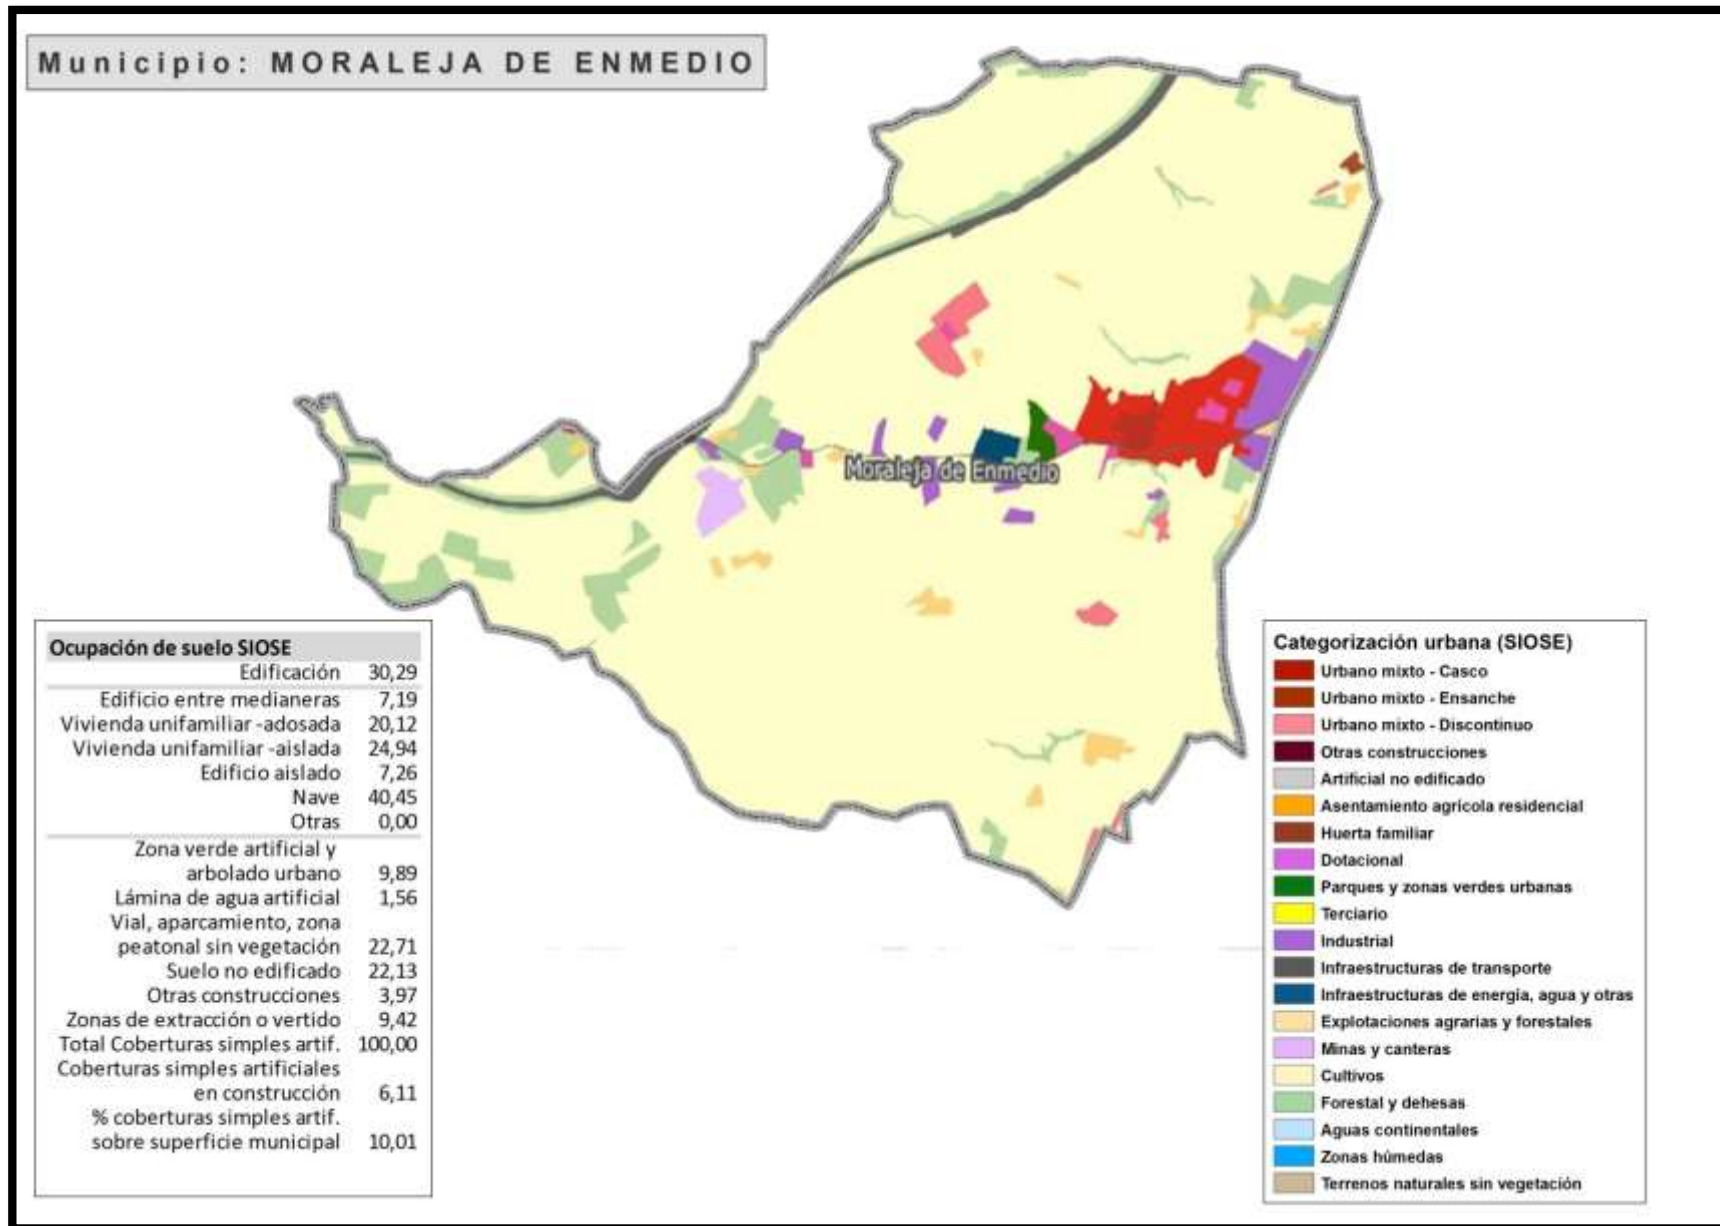 Municipio: MORALEJA DE ENMEDIO
Moraleja de Enmedio
Ocupación de suelo SIOSE
Edificación 30,29
Edificio entre medianeras 7,19
Vivienda unifamiliar -adosada 20,12
Vivienda unifamiliar -aislada 24,94
Edificio aislado 7,26
Nave 40,45
Otras 0,00
Zona verde artificial y
arbolado urbano 9,89
Lámina de agua artificial 1,56
Vial, aparcamiento, zona
peatonal sin vegetación 22,71
Suelo no edificado 22,13
Otras construcciones 3,97
Zonas de extracción o vertido 9,42
Total Coberturas simples artif. 100,00
Coberturas simples artificiales
en construcción 6,11
% coberturas simples artif.
sobre superficie municipal 10,01
Categorización urbana (SIOSE)
Urbano mixto - Casco
Urbano mixto - Ensanche
Urbano mixto - Discontinuo
Otras construcciones
Artificial no edificado
Asentamiento agrícola residencial
Huerta familiar
Dotacional
Parques y zonas verdes urbanas
Terciario
Industrial
Infraestructuras de transporte
Infraestructuras de energía, agua y otras
Explotaciones agrarias y forestales
Minas y canteras
Cultivos
Forestal y dehesas
Aguas continentales
Zonas húmedas
Terrenos naturales sin vegetación